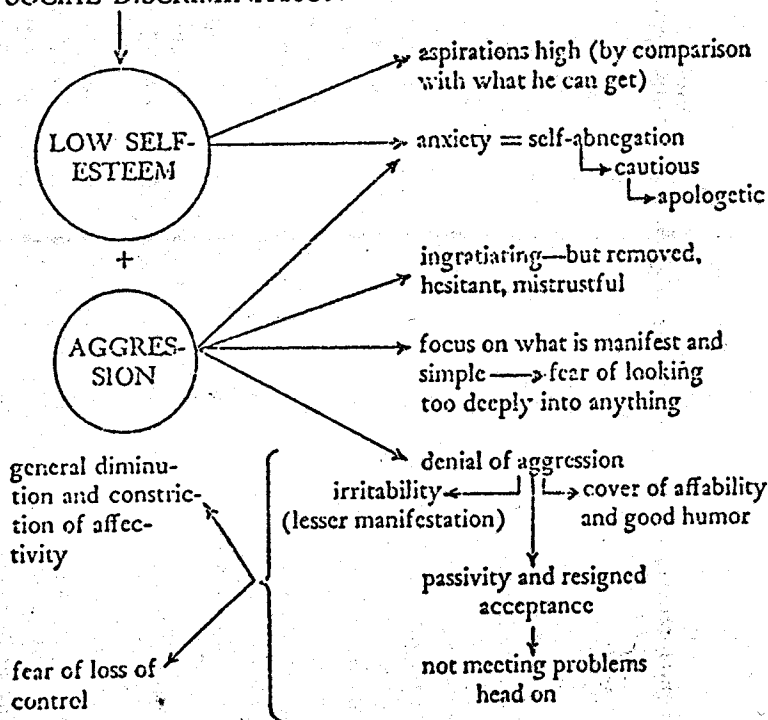 SOCIAL DISCRIMINATION
aspirations high (by comparison
with what he can get)
LOW SELF-
ESTEEM
anxiety = self-abnegation
cautious
apologetic
+
ingratiating—but removed,
hesitant, mistrustful
AGGRES-
SION
focus on what is manifest and
simple → fear of looking
too deeply into anything
denial of aggression
irritability
(lesser manifestation)
cover of affability
and good humor
passivity and resigned
acceptance
not meeting problems
head on
general diminu-
tion and constric-
tion of affec-
tivity
fear of loss of
control